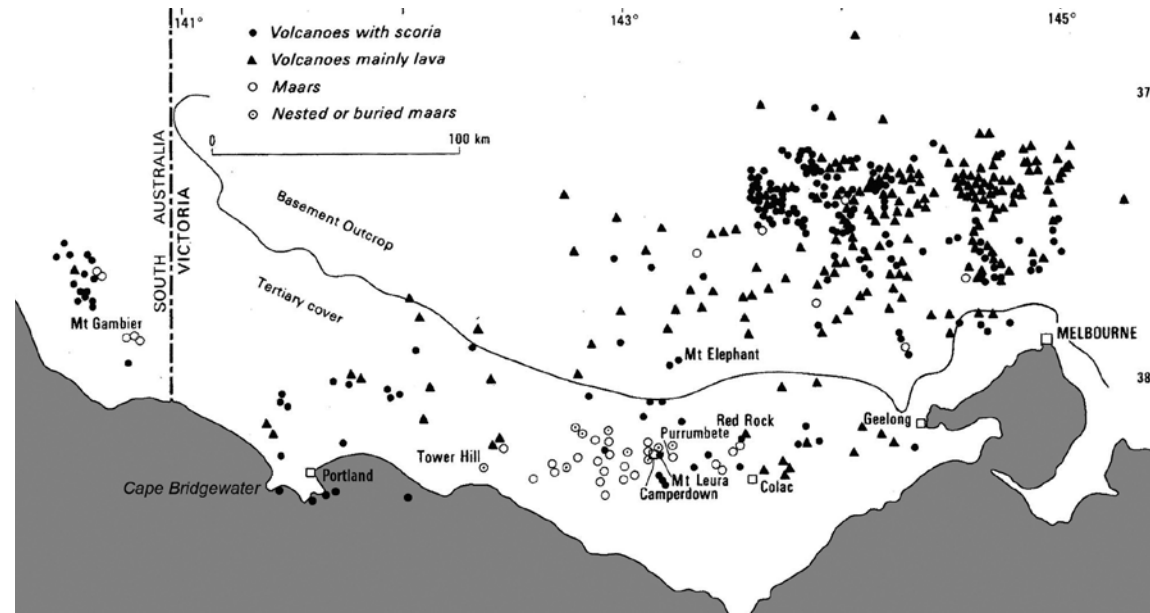 141°
143°
145°
Volcanoes with scoria
Volcanoes mainly lava
Maars
Nested or buried maars
0
100 km
37
SOUTH AUSTRALIA
VICTORIA
Basement Outcrop
Tertiary cover
Mt Gambier
MELBOURNE
Mt Elephant
38
Geelong
Red Rock
Purrumbete
Tower Hill
Mt Leura
Portland
Camperdown
Colac
Cape Bridgewater